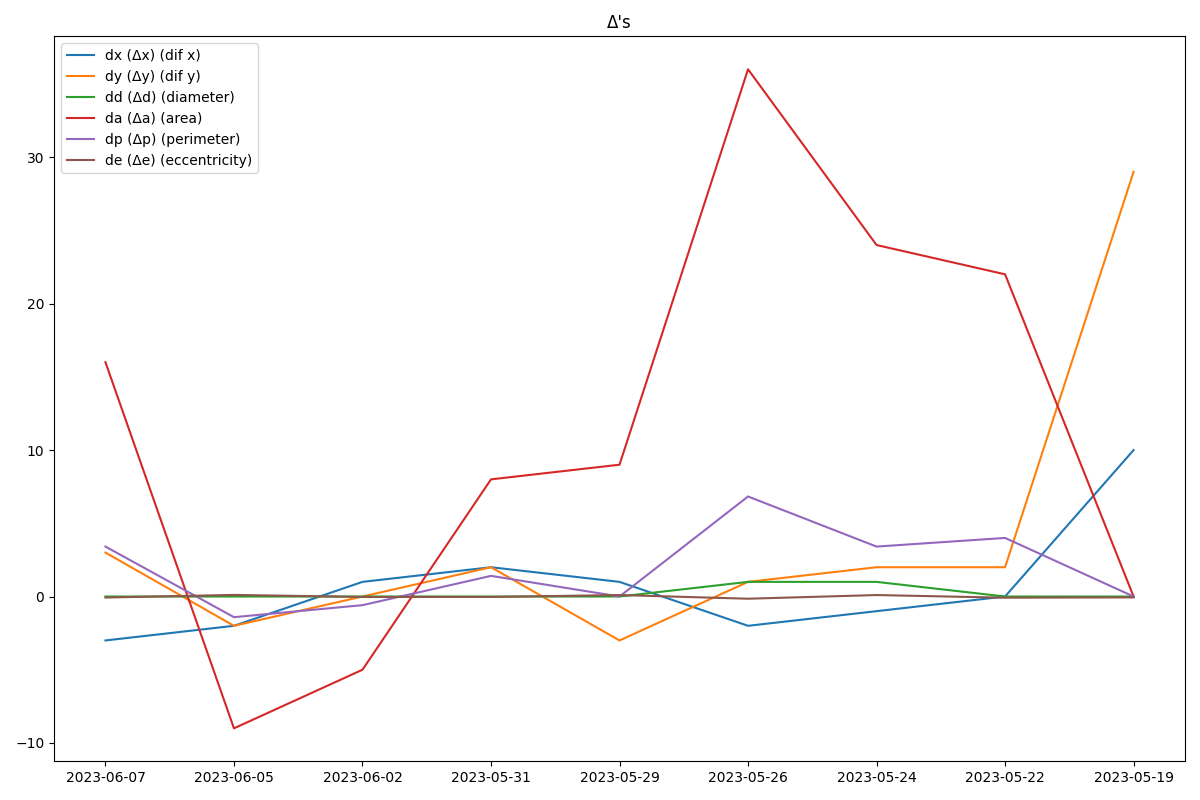 Δ's
dx (Δx) (dif x)
dy (Δy) (dif y)
dd (Δd) (diameter)
da (Δa) (area)
dp (Δp) (perimeter)
de (Δe) (eccentricity)
30
20
10
0
−10
2023-06-07 2023-06-05 2023-06-02 2023-05-31 2023-05-29 2023-05-26 2023-05-24 2023-05-22 2023-05-19